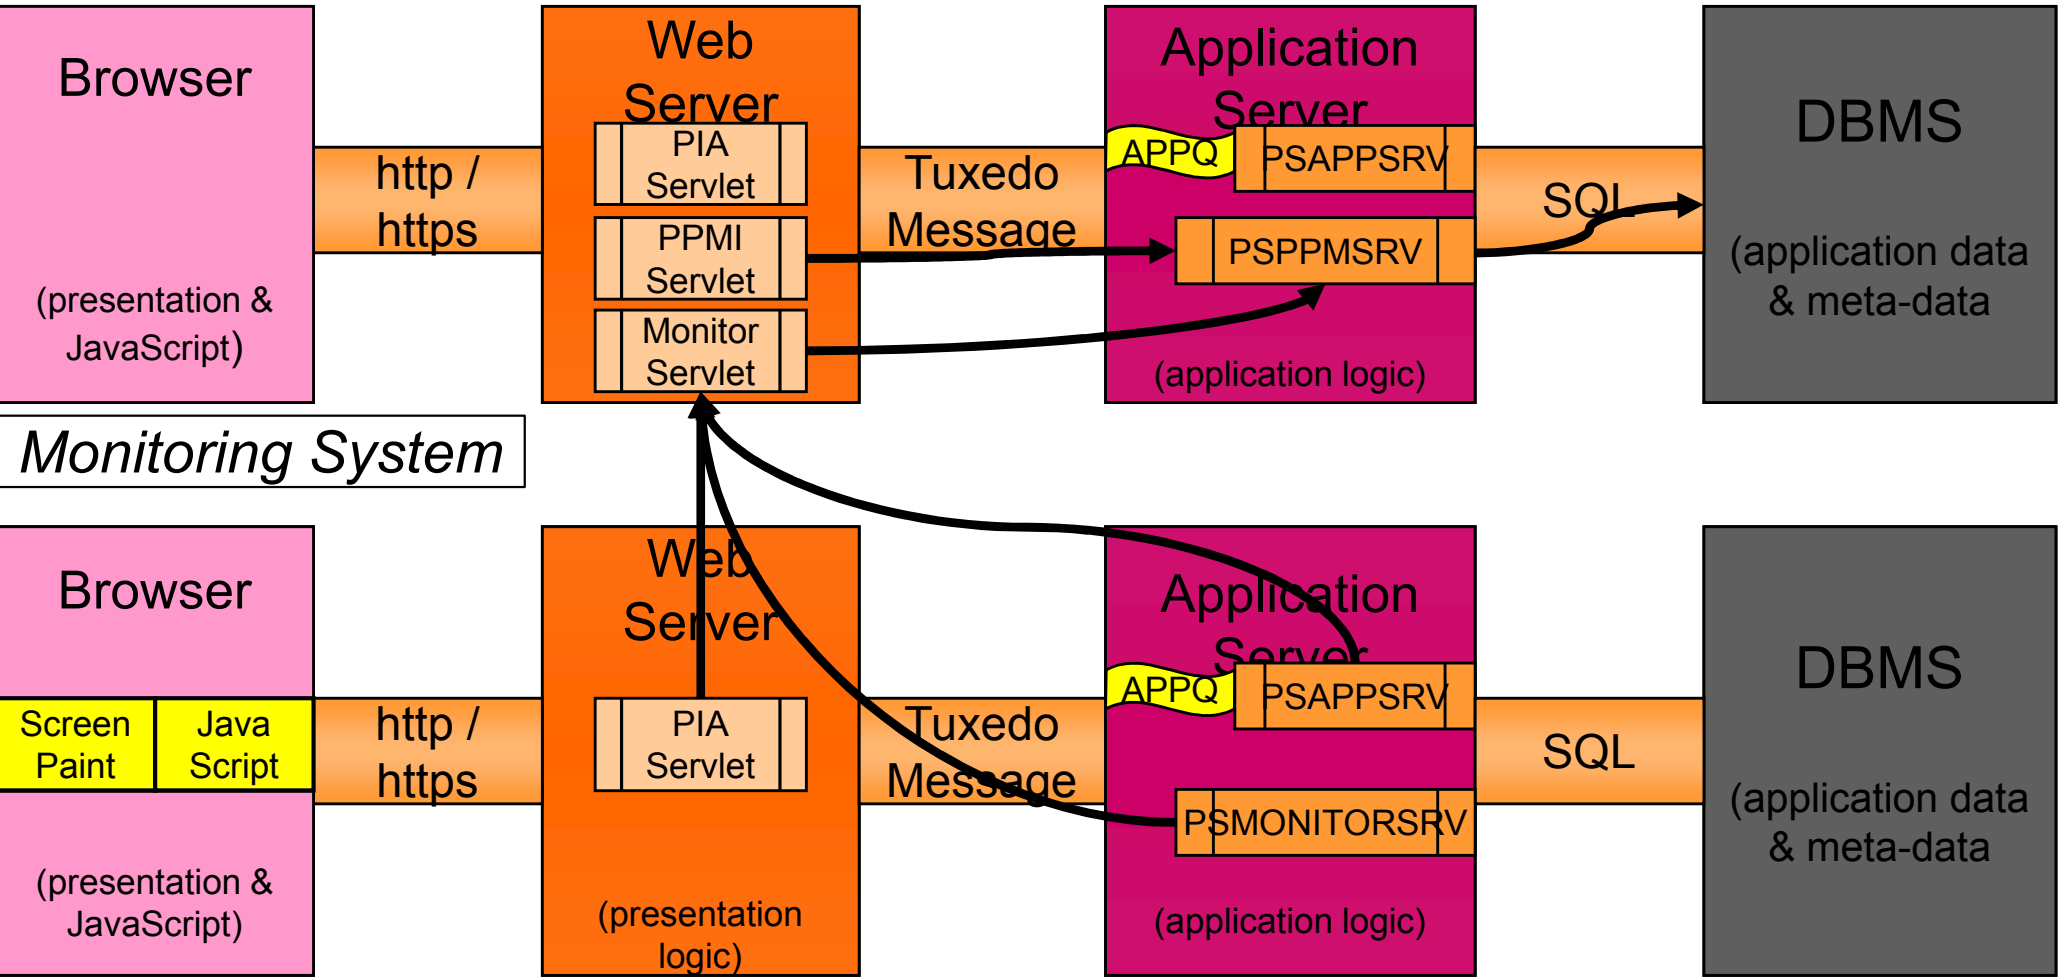 Browser
(presentation &
JavaScript)
http /
https
Web
Server
PIA
Servlet
PPMI
Servlet
Monitor
Servlet
Tuxedo
Message
Application
Server
APPQ
PSAPPSRV
PSPPMSRV
(application logic)
SQL
DBMS
(application data
& meta-data
Monitoring System
Browser
Screen
Paint
Java
Script
(presentation &
JavaScript)
http /
https
Web
Server
PIA
Servlet
(presentation
logic)
Tuxedo
Message
Application
Server
APPQ
PSAPPSRV
PSMONITORSRV
(application logic)
SQL
DBMS
(application data
& meta-data